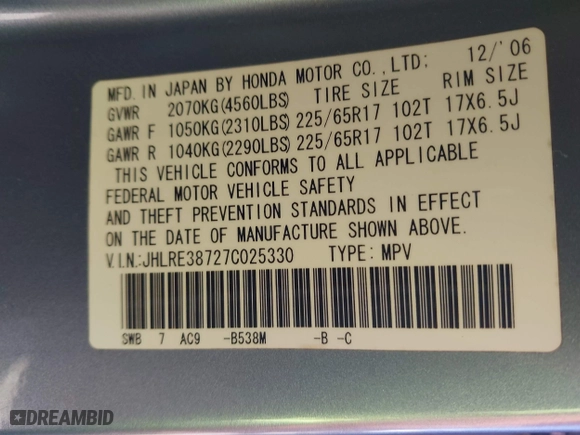 MFD. IN JAPAN BY HONDA MOTOR CO.,LTD; 12/'06
GVWR 2070KG(4560LBS) TIRE SIZE RIM SIZE
GAWR F 1050KG(2310LBS) 225/65R17 102T 17X6.5J
GAWR R 1040KG(2290LBS) 225/65R17 102T 17X6.5J
THIS VEHICLE CONFORMS TO ALL APPLICABLE
FEDERAL MOTOR VEHICLE SAFETY
AND THEFT PREVENTION STANDARDS IN EFFECT
ON THE DATE OF MANUFACTURE SHOWN ABOVE.
V.I.N.:JHLRE38727C025330 TYPE: MPV
SWB 7 AC9 -B538M -B -C
DREAMBID